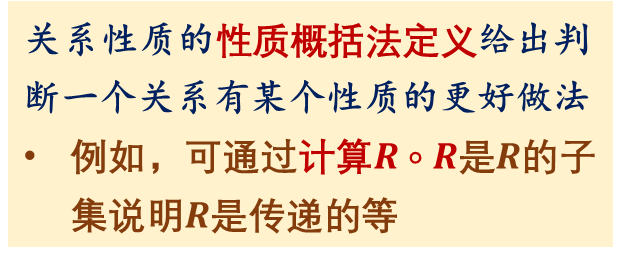 关系性质的性质概括法定义给出判
断一个关系有某个性质的更好做法
• 例如，可通过计算R∘R是R的子
集说明R是传递的等